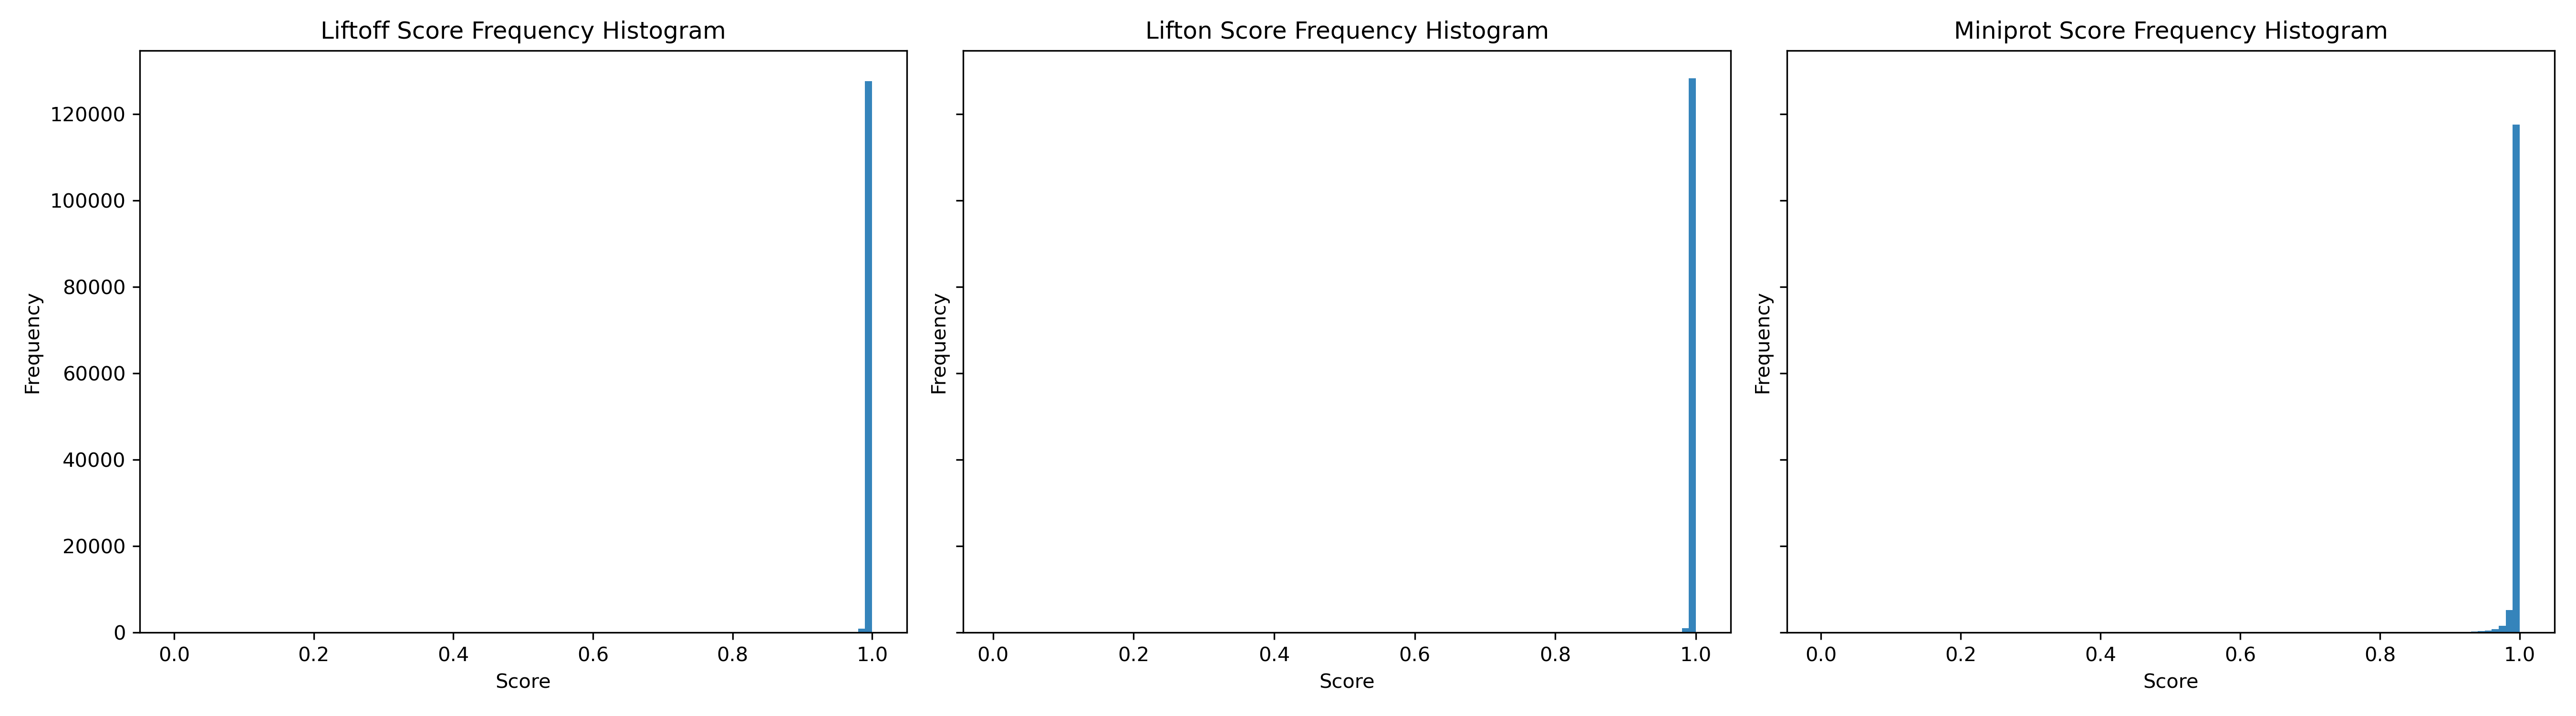 Liftoff Score Frequency Histogram
Frequency
120000
100000
80000
60000
40000
20000
0
0.0 0.2 0.4 0.6 0.8 1.0
Score
Lifton Score Frequency Histogram
Frequency
0.0 0.2 0.4 0.6 0.8 1.0
Score
Miniprot Score Frequency Histogram
Frequency
0.0 0.2 0.4 0.6 0.8 1.0
Score